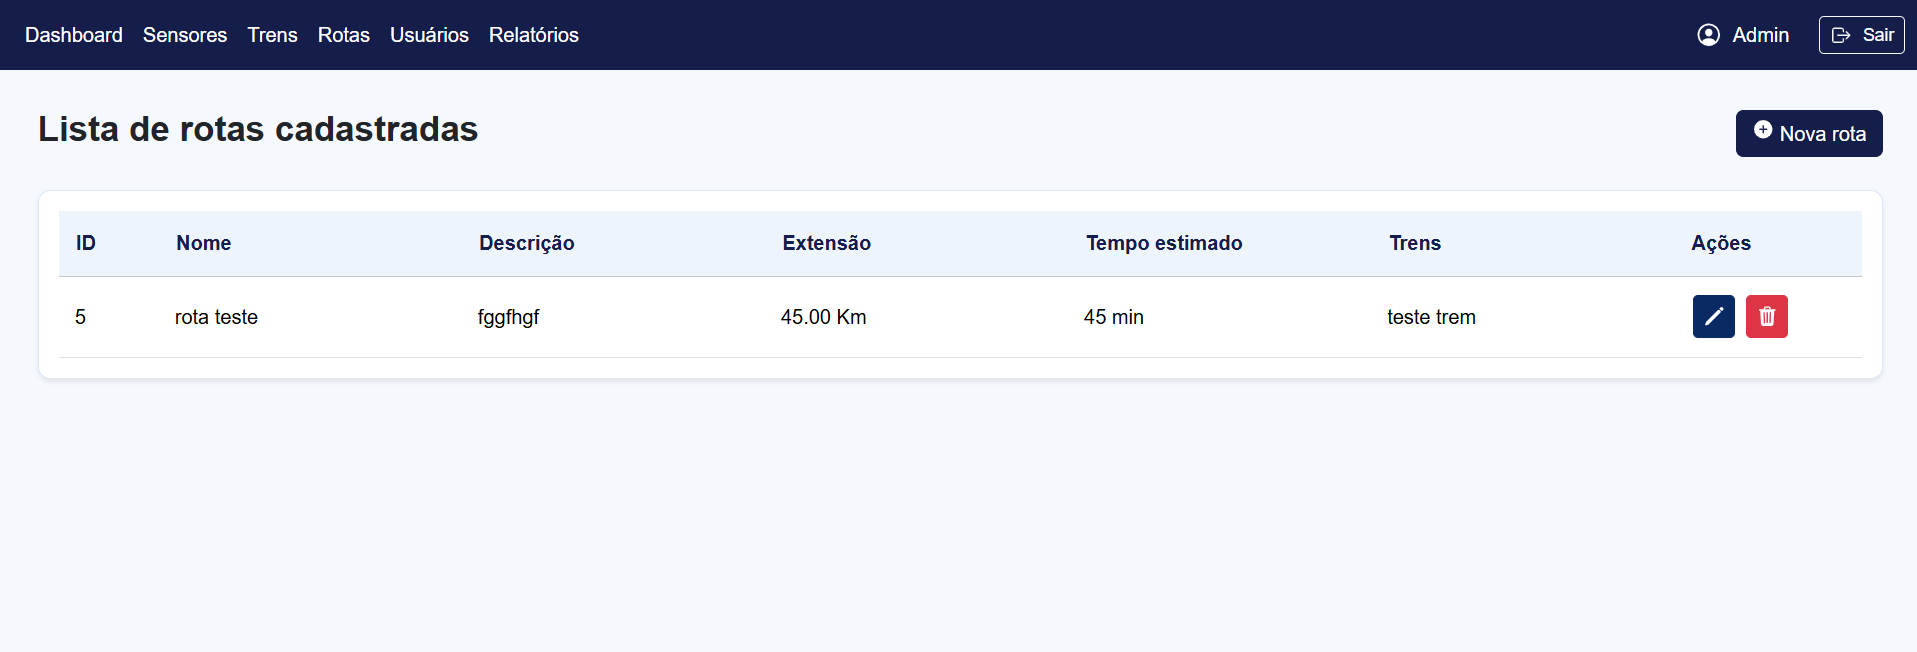 Dashboard Sensores Trens Rotas Usuários Relatórios Admin Sair
Lista de rotas cadastradas
Nova rota
ID Nome Descrição Extensão Tempo estimado Trens Ações
5 rota teste fggfhgf 45.00 Km 45 min teste trem